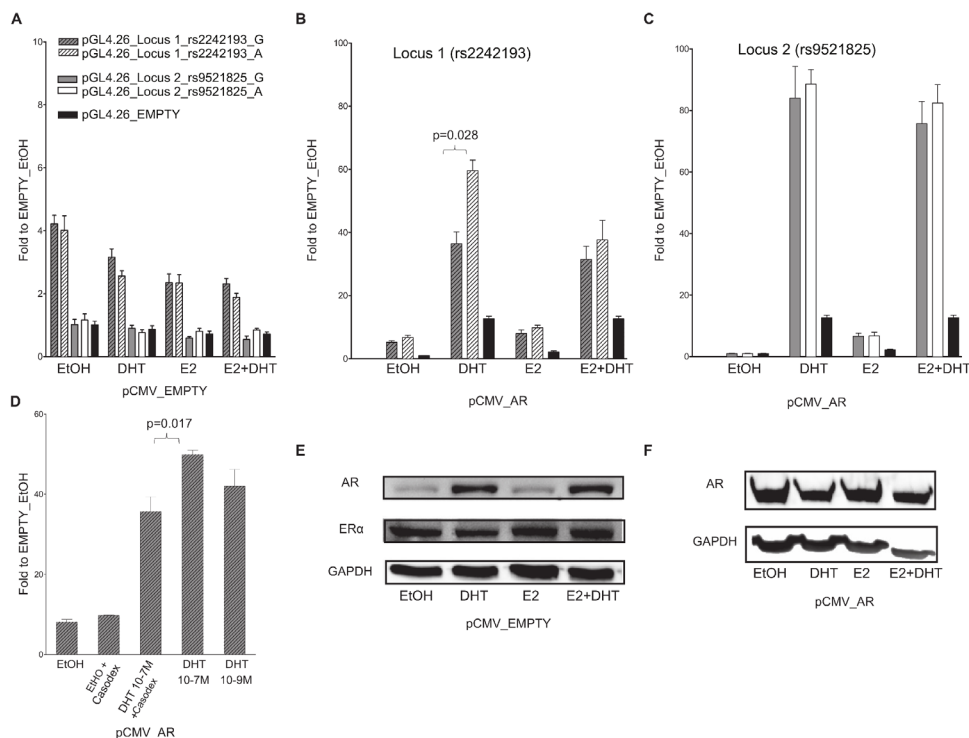 A
pGL4.26_Locus 1_rs2242193_G
pGL4.26_Locus 1_rs2242193_A
pGL4.26_Locus 2_rs9521825_G
pGL4.26_Locus 2_rs9521825_A
pGL4.26_EMPTY
Fold to EMPTY_EtOH
10
8
6
4
2
0
EtOH DHT E2 E2+DHT
pCMV_EMPTY
B
Locus 1 (rs2242193)
p=0.028
Fold to EMPTY_EtOH
100
80
60
40
20
0
EtOH DHT E2 E2+DHT
pCMV_AR
C
Locus 2 (rs9521825)
Fold to EMPTY_EtOH
100
80
60
40
20
0
EtOH DHT E2 E2+DHT
pCMV_AR
D
p=0.017
Fold to EMPTY_EtOH
60
40
20
0
EtOH
EtHO +
Casodex
DHT 10-7M
+Casodex
DHT
10-7M
DHT
10-9M
pCMV_AR
E
AR
ERα
GAPDH
EtOH DHT E2 E2+DHT
pCMV_EMPTY
F
AR
GAPDH
EtOH DHT E2 E2+DHT
pCMV_AR